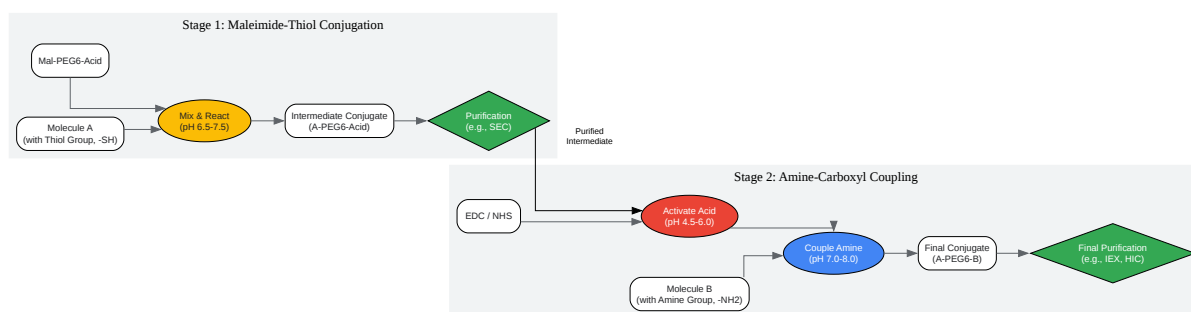 Stage 1: Maleimide-Thiol Conjugation
Mal-PEG6-Acid
Molecule A
(with Thiol Group, -SH)
Mix & React
(pH 6.5-7.5)
Intermediate Conjugate
(A-PEG6-Acid)
Purification
(e.g., SEC)
Purified
Intermediate
Stage 2: Amine-Carboxyl Coupling
EDC / NHS
Activate Acid
(pH 4.5-6.0)
Molecule B
(with Amine Group, -NH2)
Couple Amine
(pH 7.0-8.0)
Final Conjugate
(A-PEG6-B)
Final Purification
(e.g., IEX, HIC)